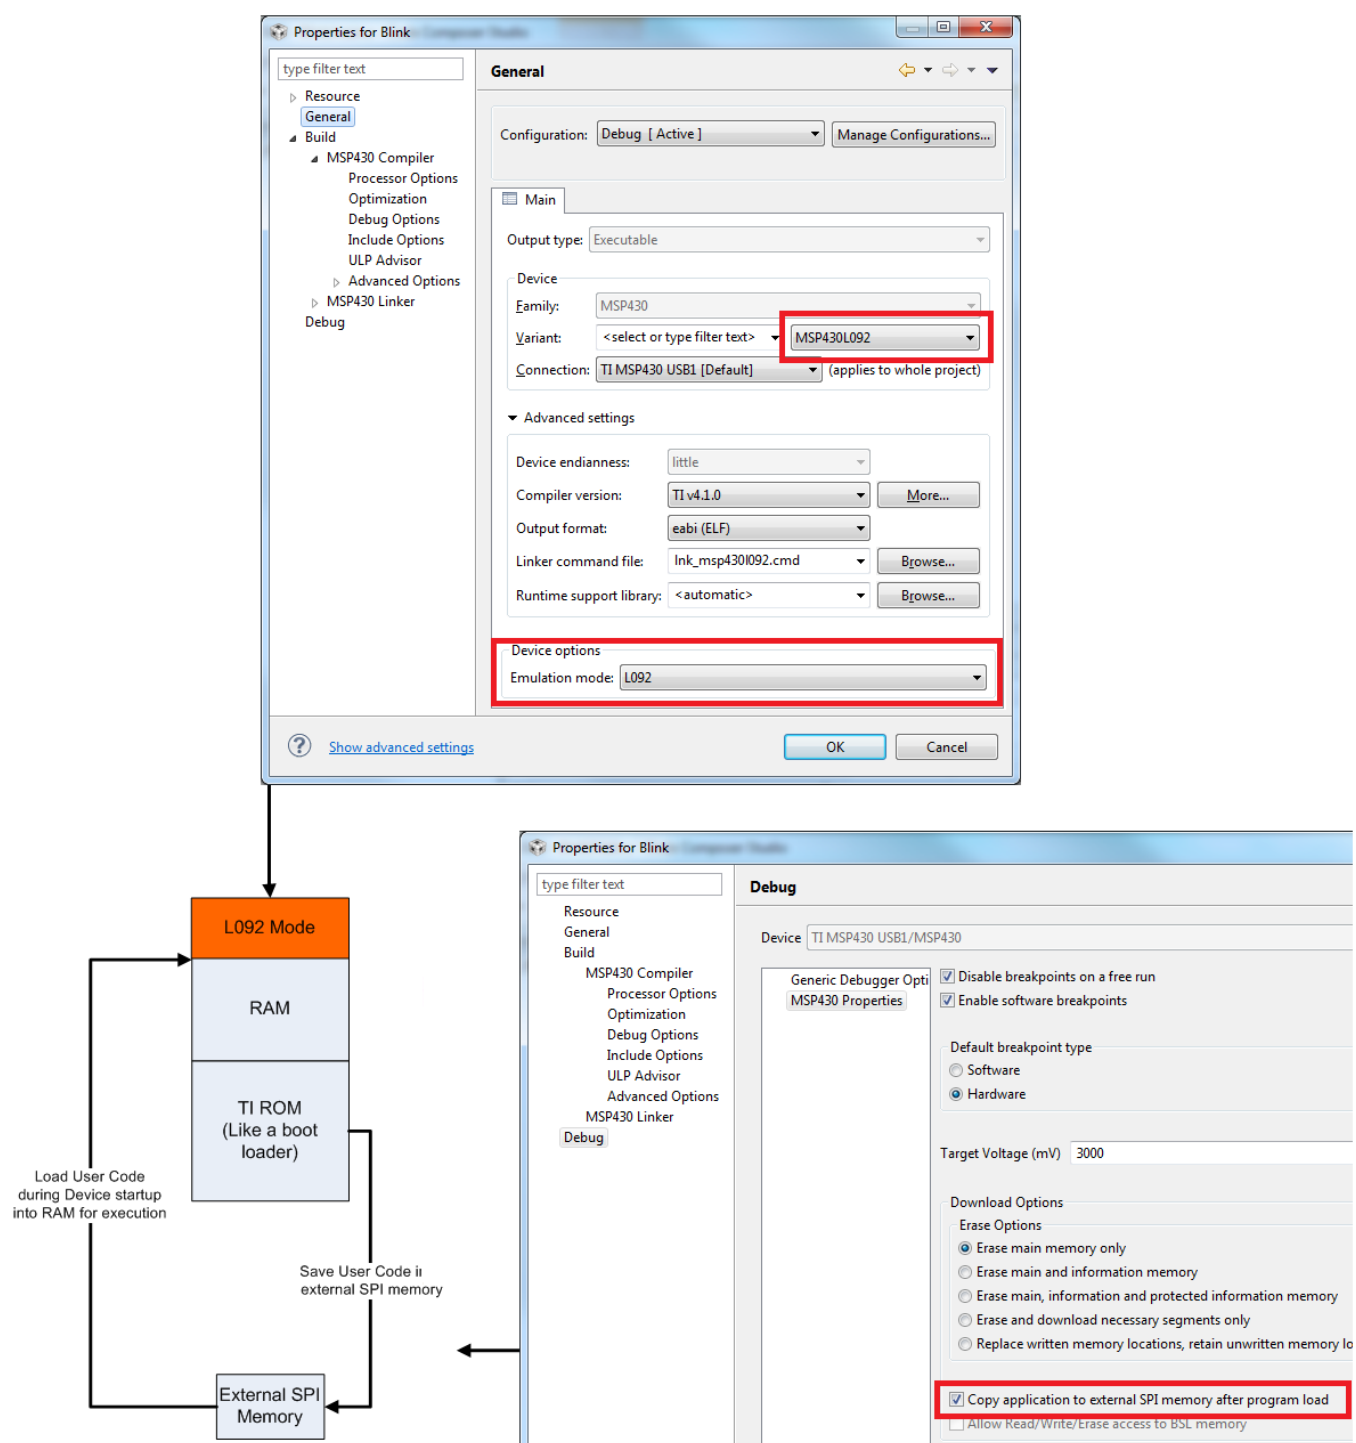 Properties for Blink
type filter text
Resource
General
Build
MSP430 Compiler
Processor Options
Optimization
Debug Options
Include Options
ULP Advisor
Advanced Options
MSP430 Linker
Debug
General
Configuration: Debug [ Active ] Manage Configurations...
Main
Output type: Executable
Device
Family: MSP430
Variant: <select or type filter text> MSP430L092
Connection: TI MSP430 USB1 [Default] (applies to whole project)
Advanced settings
Device endianness: little
Compiler version: TI v4.1.0 More...
Output format: eabi (ELF)
Linker command file: lnk_msp430l092.cmd Browse...
Runtime support library: <automatic> Browse...
Device options
Emulation mode: L092
Show advanced settings
OK Cancel
L092 Mode
RAM
TI ROM
(Like a boot
loader)
Load User Code
during Device startup
into RAM for execution
Save User Code
external SPI memory
External SPI
Memory
Properties for Blink
type filter text
Resource
General
Build
MSP430 Compiler
Processor Options
Optimization
Debug Options
Include Options
ULP Advisor
Advanced Options
MSP430 Linker
Debug
Debug
Device TI MSP430 USB1/MSP430
Generic Debugger Opti
MSP430 Properties
Disable breakpoints on a free run
Enable software breakpoints
Default breakpoint type
Software
Hardware
Target Voltage (mV) 3000
Download Options
Erase Options
Erase main memory only
Erase main and information memory
Erase main, information and protected information memory
Erase and download necessary segments only
Replace written memory locations, retain unwritten memory lo
Copy application to external SPI memory after program load
Allow Read/Write/Erase access to BSL memory